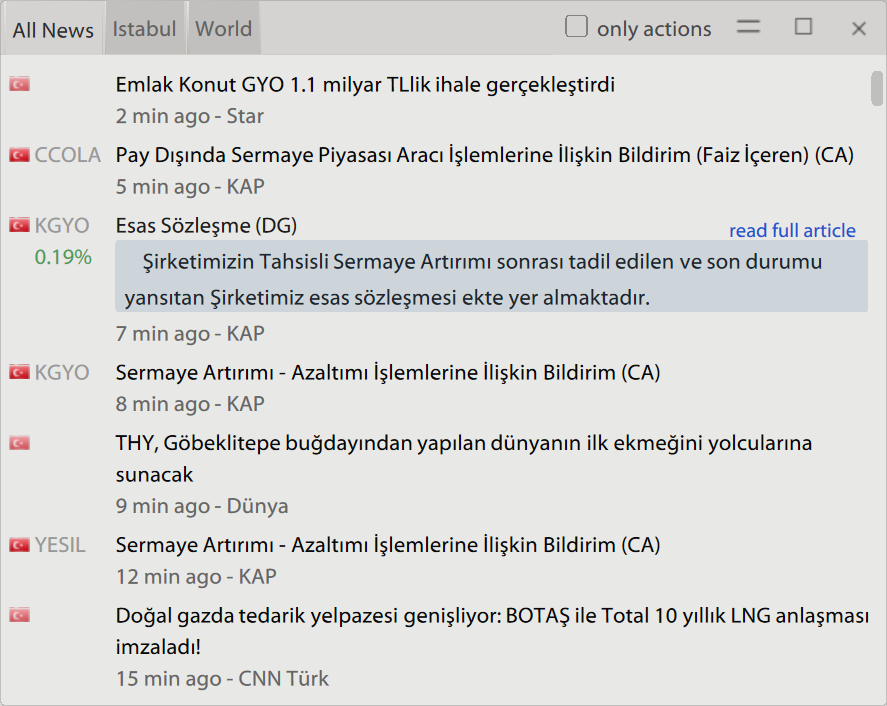 All News Istabul World only actions
Emlak Konut GYO 1.1 milyar TLlik ihale gerçekleştirdi
2 min ago - Star
CCOLA Pay Dışında Sermaye Piyasası Aracı İşlemlerine İlişkin Bildirim (Faiz İçeren) (CA)
5 min ago - KAP
KGYO Esas Sözleşme (DG)
read full article
0.19% Şirketimizin Tahsisli Sermaye Artırımı sonrası tadil edilen ve son durumu
yansıtan Şirketimiz esas sözleşmesi ekte yer almaktadır.
7 min ago - KAP
KGYO Sermaye Artırımı - Azaltımı İşlemlerine İlişkin Bildirim (CA)
8 min ago - KAP
THY, Göbeklitepe buğdayından yapılan dünyanın ilk ekmeğini yolcularına
sunacak
9 min ago - Dünya
YESIL Sermaye Artırımı - Azaltımı İşlemlerine İlişkin Bildirim (CA)
12 min ago - KAP
Doğal gazda tedarik yelpazesi genişliyor: BOTAŞ ile Total 10 yıllık LNG anlaşması
imzaladı!
15 min ago - CNN Türk